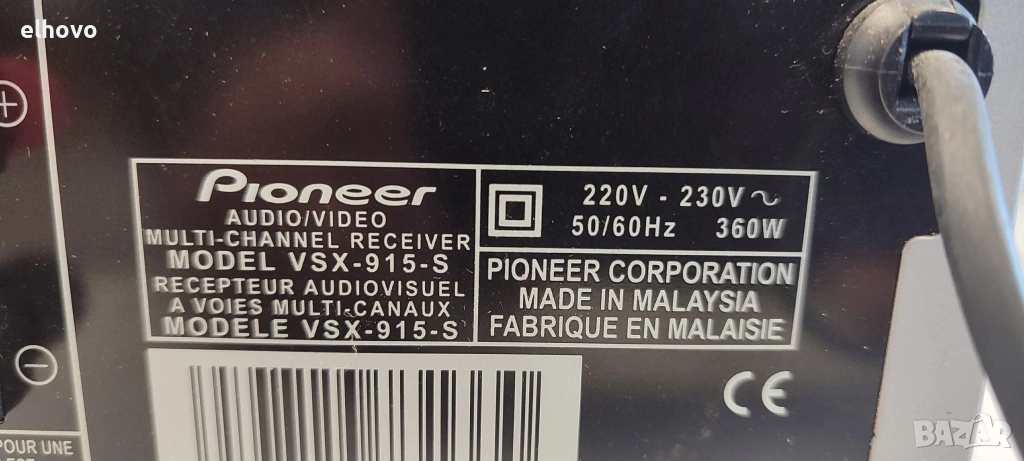 elhovo
Pioneer
AUDIO/VIDEO
MULTI-CHANNEL RECEIVER
MODEL VSX-915-S
RECEPTEUR AUDIOVISUEL
A VOIES MULTI-CANAUX
MODELE VSX-915-S
220V - 230V ~
50/60Hz 360W
PIONEER CORPORATION
MADE IN MALAYSIA
FABRIQUE EN MALAISIE
CE
POUR UNE
BAZAR